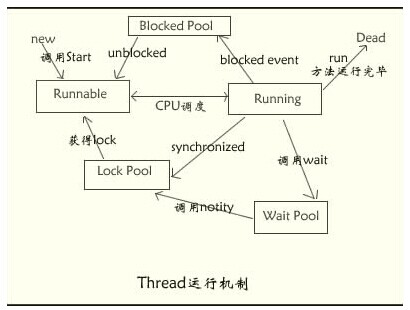 Blocked Pool
new
Dead
调用Start
unblocked
blocked event
run
方法运行完毕
Runnable
CPU调度
Running
获得lock
synchronized
调用wait
Lock Pool
调用notity
Wait Pool
Thread运行机制